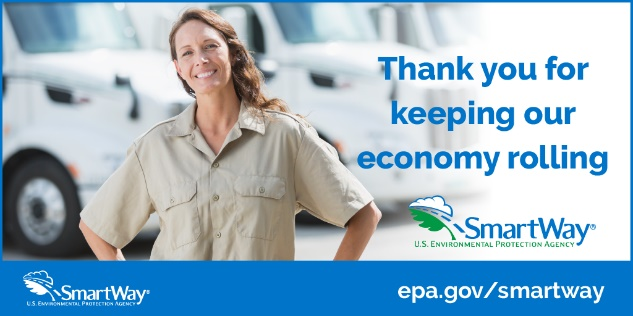 Thank you for
keeping our
economy rolling
SmartWay®
U.S. ENVIRONMENTAL PROTECTION AGENCY
SmartWay®
U.S. ENVIRONMENTAL PROTECTION AGENCY
epa.gov/smartway